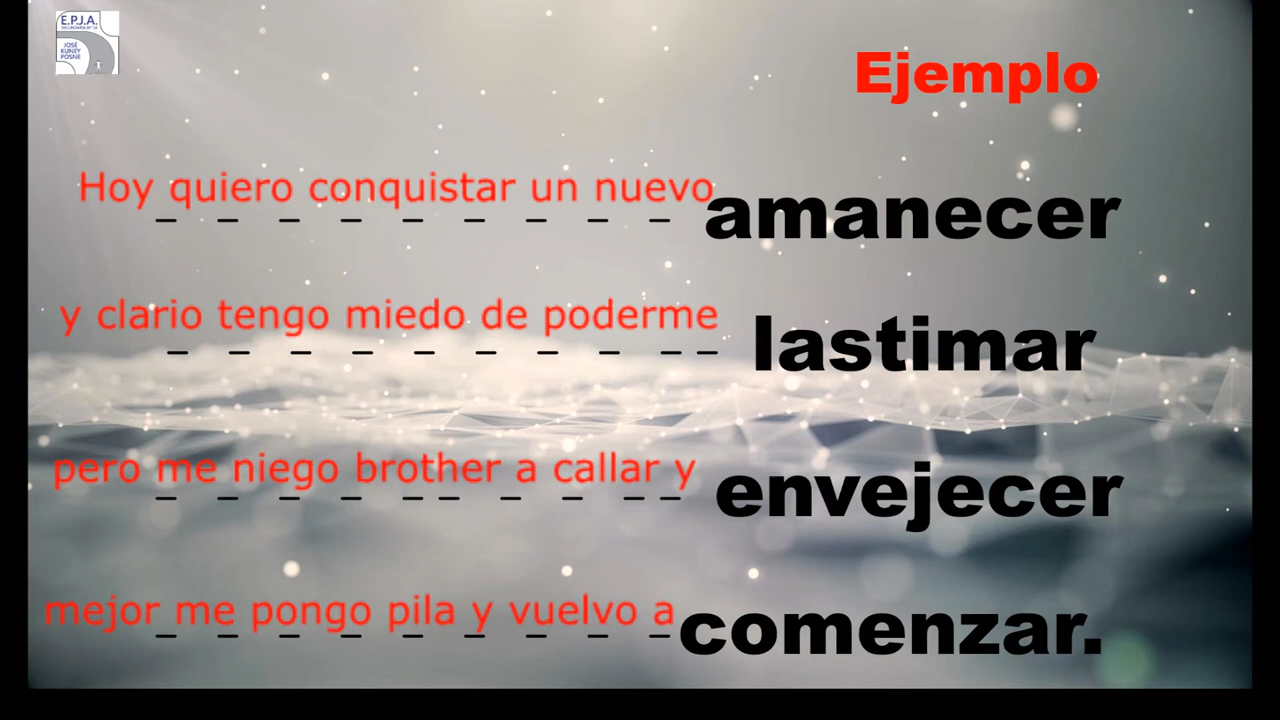 E.P.J.A.
JOSÉ
KUNEY
POSNE
Ejemplo
Hoy quiero conquistar un nuevo amanecer
y clario tengo miedo de poderme lastimar
pero me niego brother a callar y envejecer
mejor me pongo pila y vuelvo a comenzar.